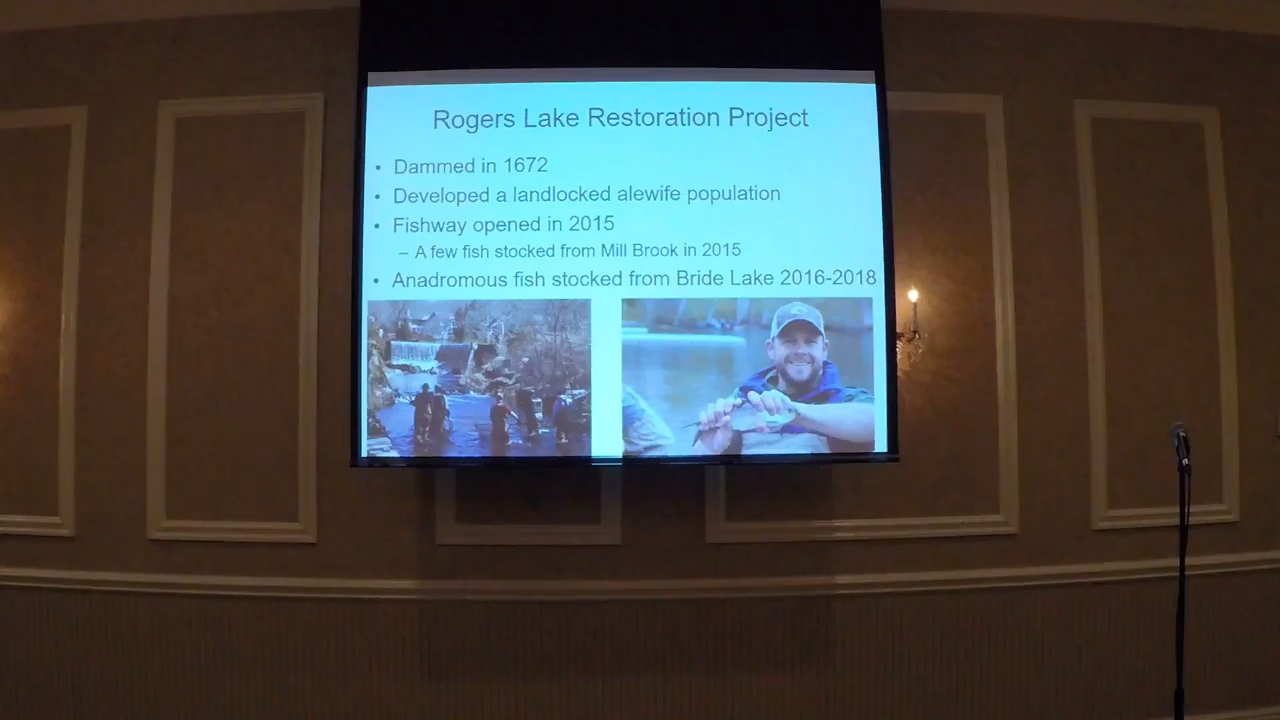 Rogers Lake Restoration Project
• Dammed in 1672
• Developed a landlocked alewife population
• Fishway opened in 2015
– A few fish stocked from Mill Brook in 2015
• Anadromous fish stocked from Bride Lake 2016-2018